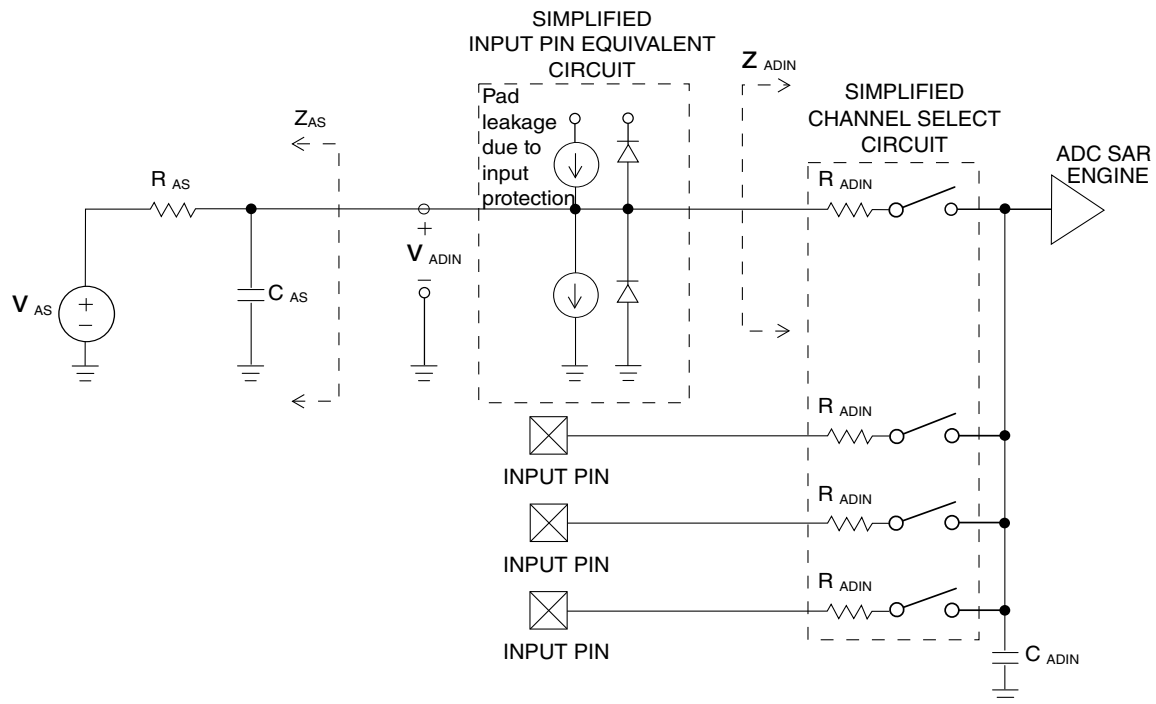 SIMPLIFIED
INPUT PIN EQUIVALENT
CIRCUIT
Pad
leakage
due to
input
protection
Z ADIN
SIMPLIFIED
CHANNEL SELECT
CIRCUIT
ADC SAR
ENGINE
Z AS
R AS
R ADIN
+
V ADIN
–
C AS
V AS
+
–
R ADIN
INPUT PIN
R ADIN
INPUT PIN
R ADIN
INPUT PIN
C ADIN